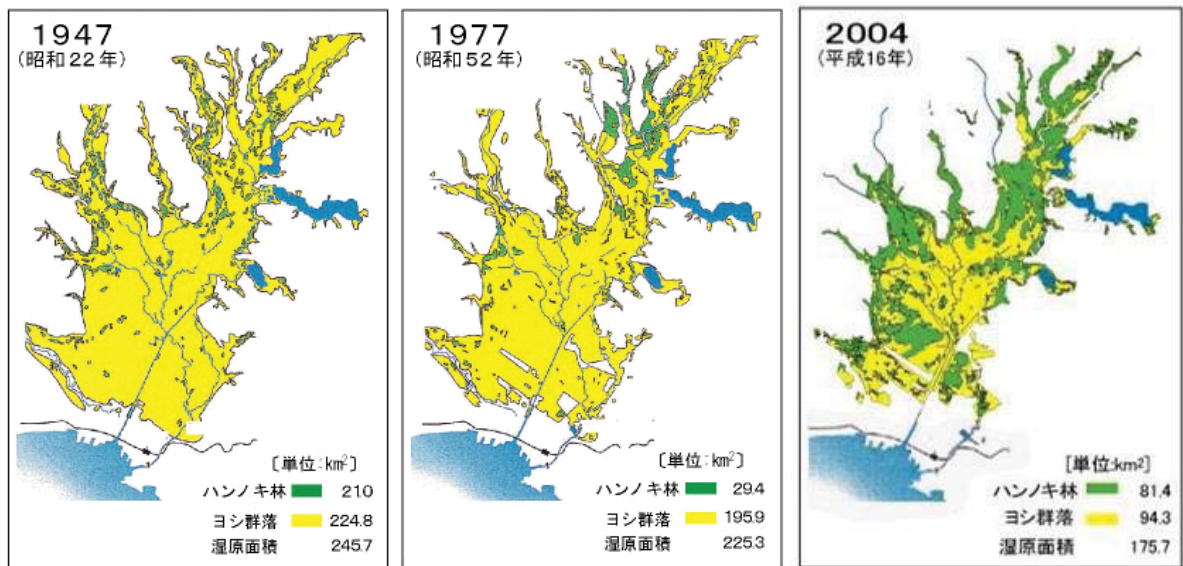 1947
(昭和22年)
[単位:km²]
ハンノキ林 21.0
ヨシ群落 224.8
湿原面積 245.7
1977
(昭和52年)
[単位:km²]
ハンノキ林 29.4
ヨシ群落 195.9
湿原面積 225.3
2004
(平成16年)
[単位:km²]
ハンノキ林 81.4
ヨシ群落 94.3
湿原面積 175.7